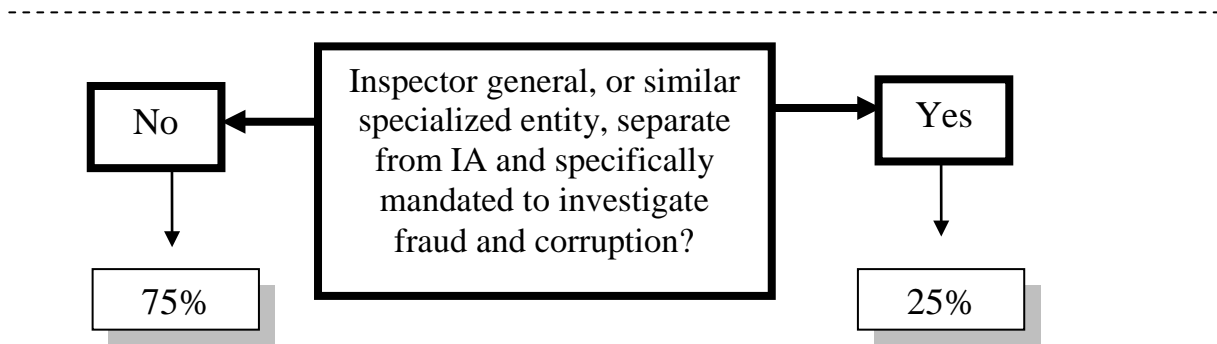 No
Inspector general, or similar
specialized entity, separate
from IA and specifically
mandated to investigate
fraud and corruption?
Yes
75%
25%